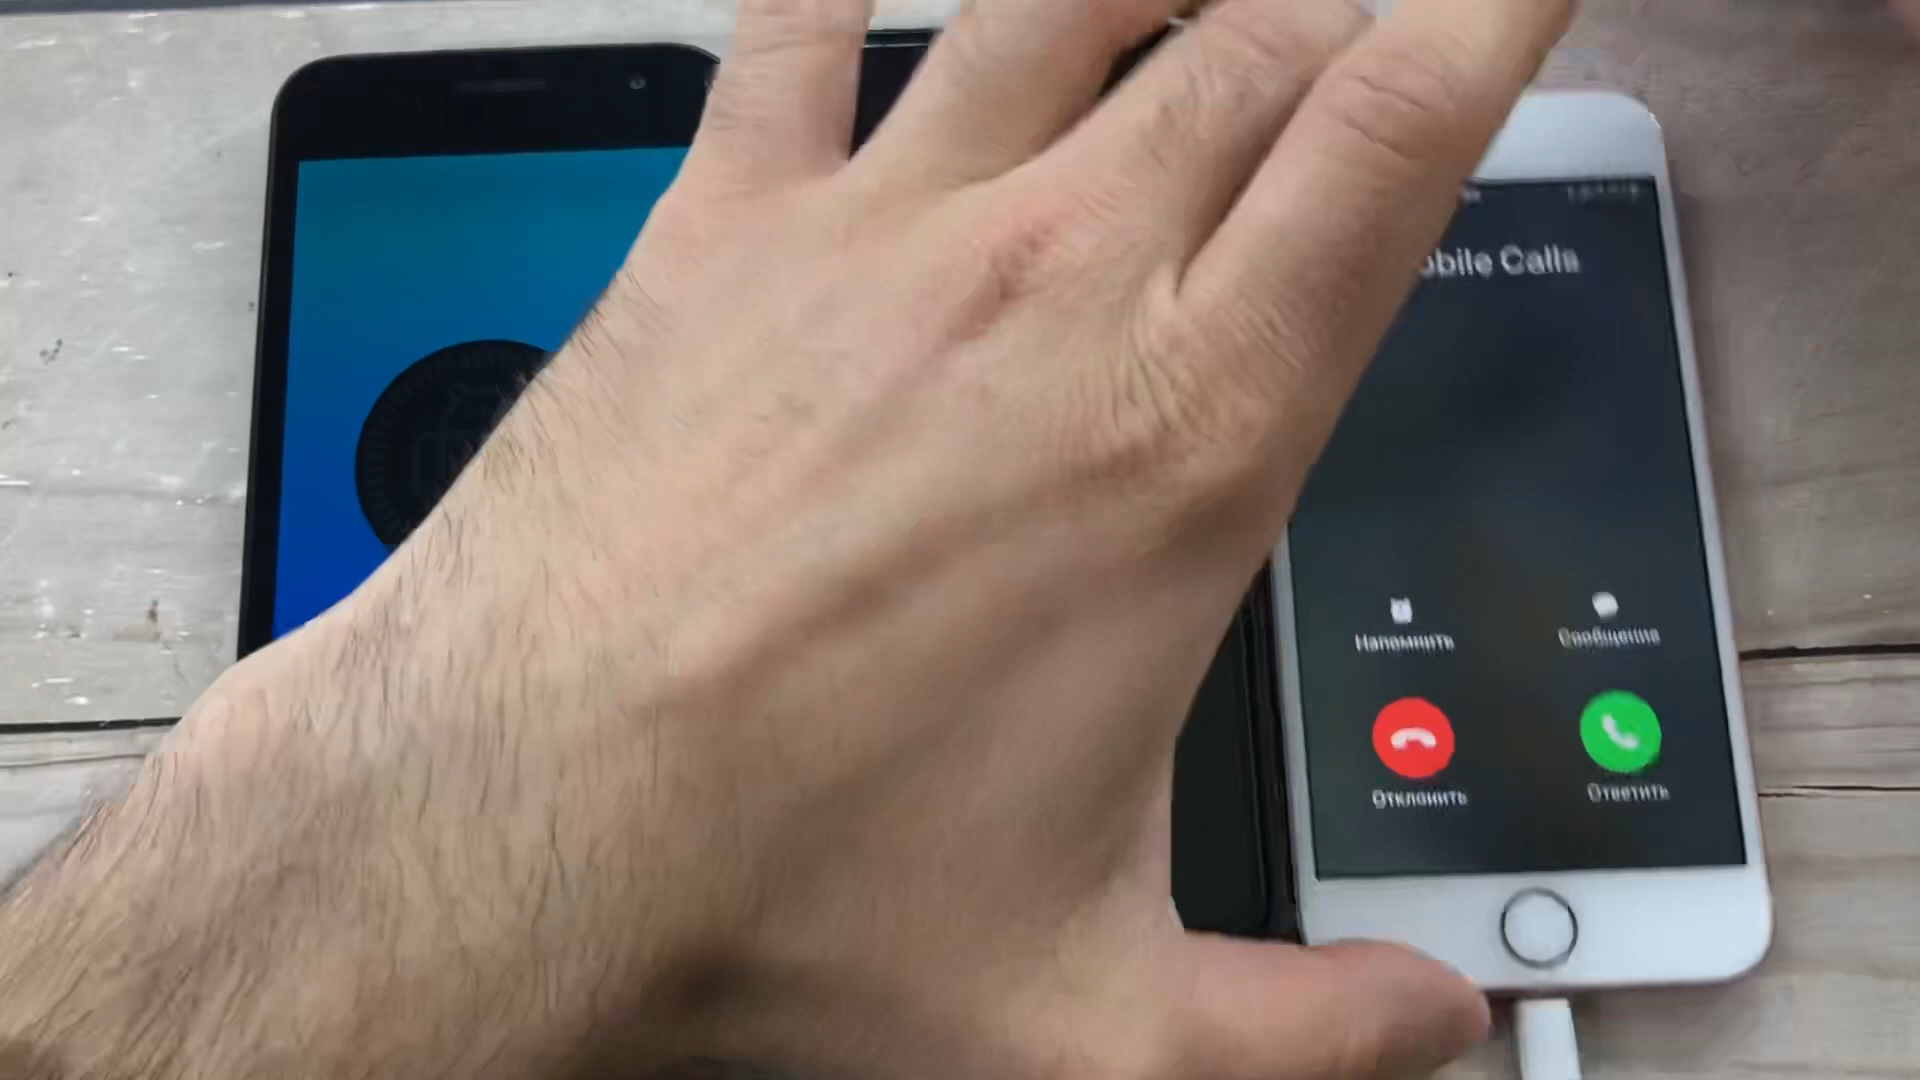 obile Calls
Напомнить
Сообщение
Отклонить
Ответить